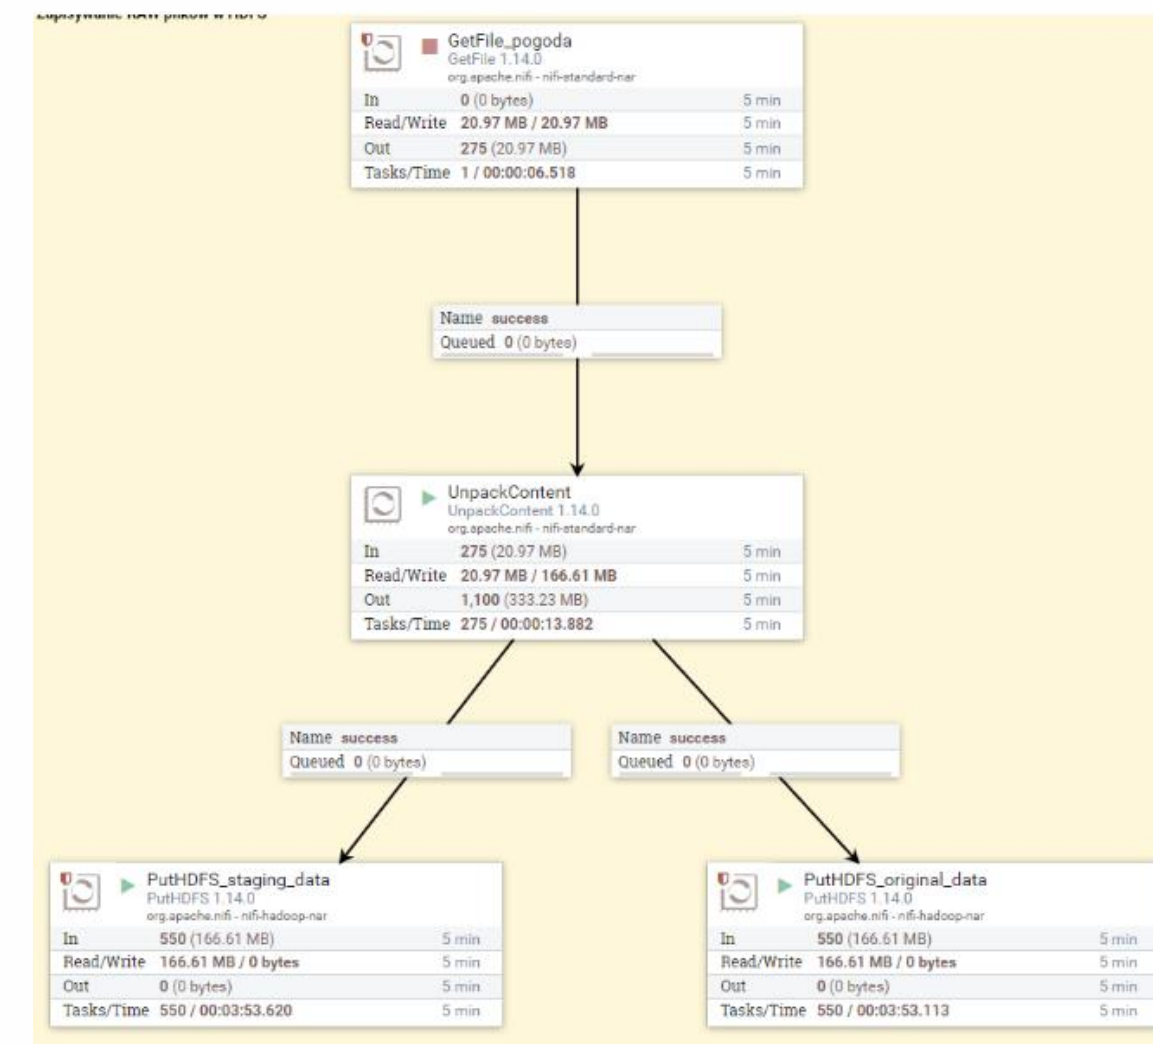 Zapisywanie RAW plików w HDFS
GetFile_pogoda
GetFile 1.14.0
org.apache.nifi - nifi-standard-nar
In 0 (0 bytes) 5 min
Read/Write 20.97 MB / 20.97 MB 5 min
Out 275 (20.97 MB) 5 min
Tasks/Time 1 / 00:00:06.518 5 min
Name success
Queued 0 (0 bytes)
UnpackContent
UnpackContent 1.14.0
org.apache.nifi - nifi-standard-nar
In 275 (20.97 MB) 5 min
Read/Write 20.97 MB / 166.61 MB 5 min
Out 1,100 (333.23 MB) 5 min
Tasks/Time 275 / 00:00:13.882 5 min
Name success
Queued 0 (0 bytes)
Name success
Queued 0 (0 bytes)
PutHDFS_staging_data
PutHDFS 1.14.0
org.apache.nifi - nifi-hadoop-nar
In 550 (166.61 MB) 5 min
Read/Write 166.61 MB / 0 bytes 5 min
Out 0 (0 bytes) 5 min
Tasks/Time 550 / 00:03:53.620 5 min
PutHDFS_original_data
PutHDFS 1.14.0
org.apache.nifi - nifi-hadoop-nar
In 550 (166.61 MB) 5 min
Read/Write 166.61 MB / 0 bytes 5 min
Out 0 (0 bytes) 5 min
Tasks/Time 550 / 00:03:53.113 5 min